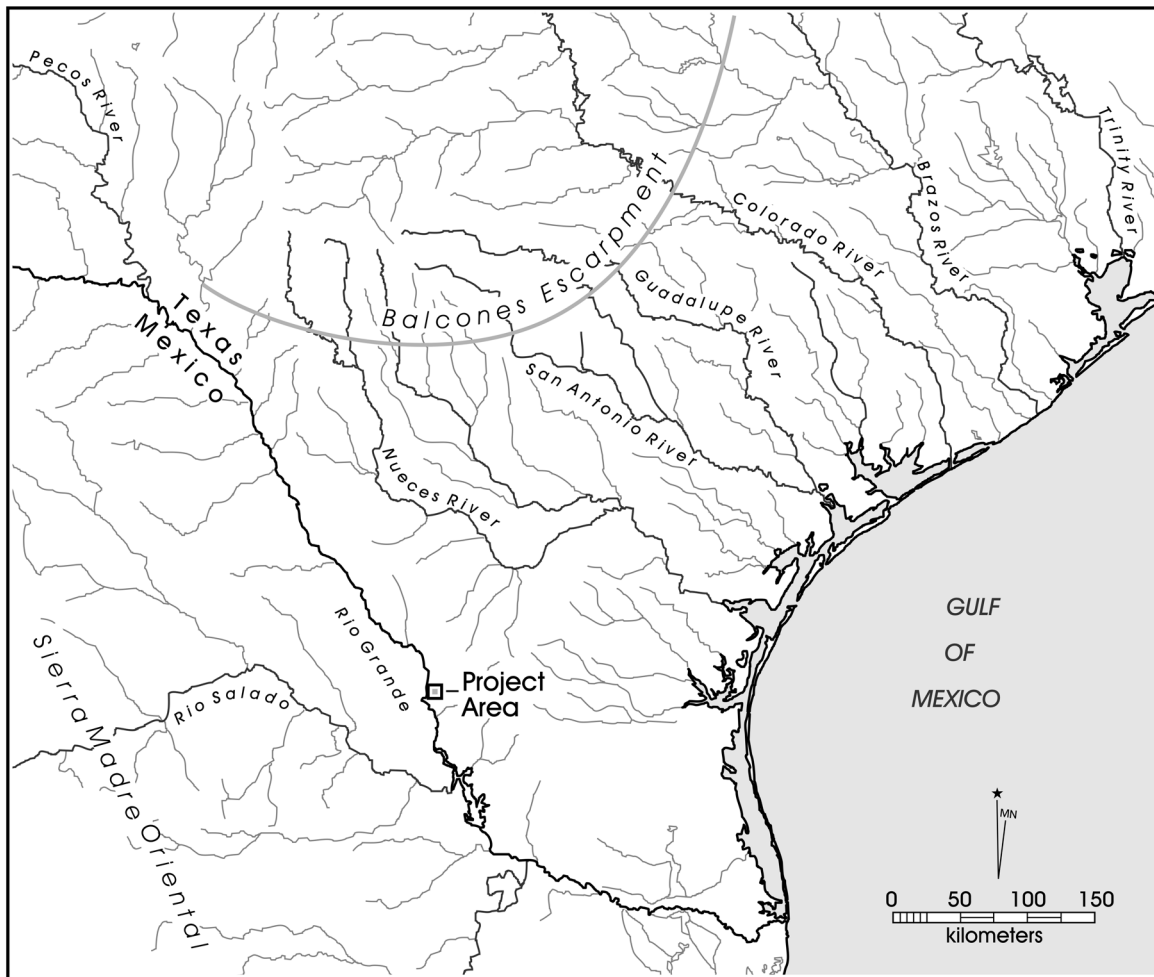 Pecos River
Trinity River
Brazos River
Colorado River
Balcones Escarpment
Guadalupe River
Texas
Mexico
San Antonio River
Nueces River
GULF
OF
MEXICO
Rio Grande
Sierra Madre Oriental
Rio Salado
Project
Area
MN
0 50 100 150
kilometers